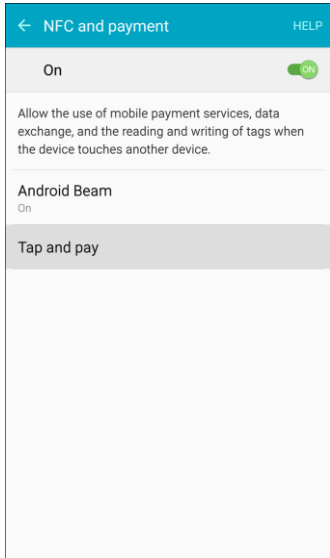 NFC and payment HELP
On ON
Allow the use of mobile payment services, data
exchange, and the reading and writing of tags when
the device touches another device.
Android Beam
On
Tap and pay